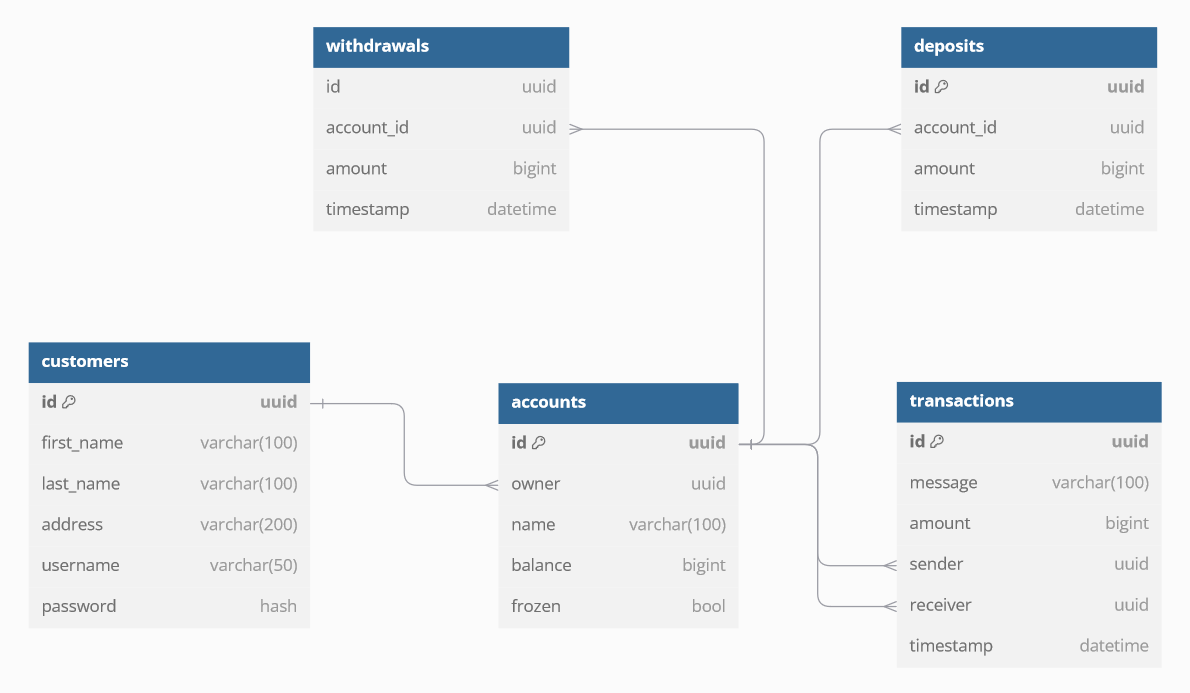 withdrawals
id uuid
account_id uuid
amount bigint
timestamp datetime
deposits
id uuid
account_id uuid
amount bigint
timestamp datetime
customers
id uuid
first_name varchar(100)
last_name varchar(100)
address varchar(200)
username varchar(50)
password hash
accounts
id uuid
owner uuid
name varchar(100)
balance bigint
frozen bool
transactions
id uuid
message varchar(100)
amount bigint
sender uuid
receiver uuid
timestamp datetime